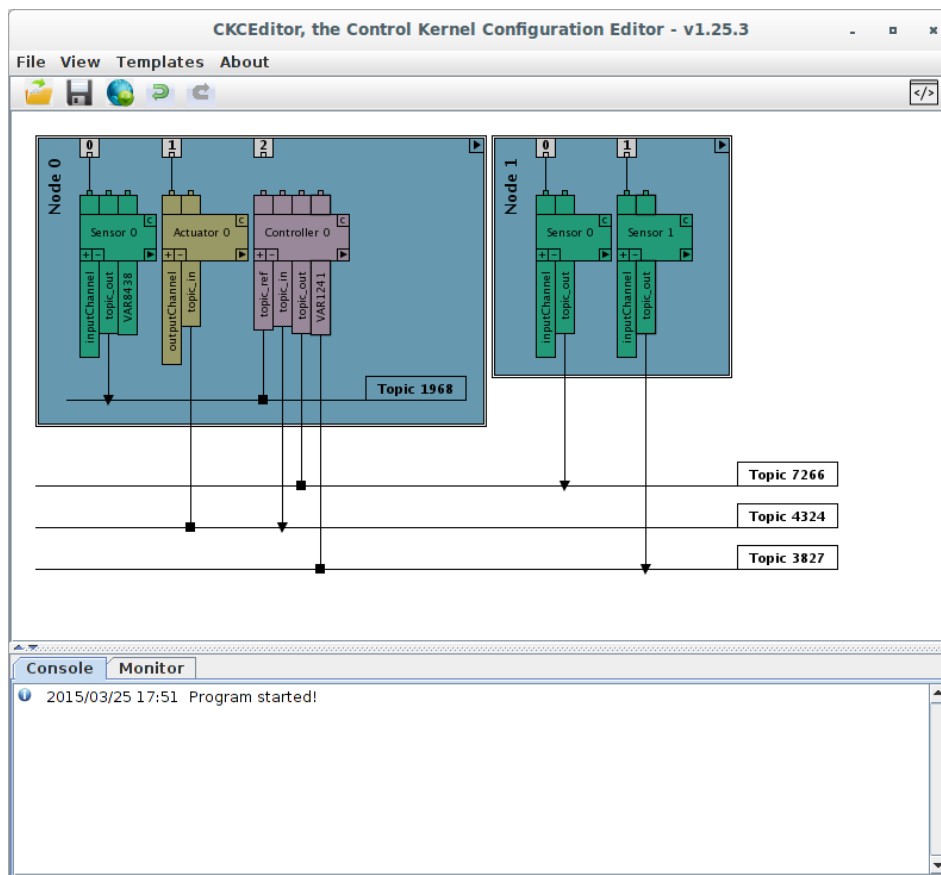 CKCEditor, the Control Kernel Configuration Editor - v1.25.3
File View Templates About
</>
Node 0
0 1 2
Sensor 0 C
+ -
inputChannel
topic_out
VAR8438
Actuator 0 C
+ -
outputChannel
topic_in
Controller 0 C
+ -
topic_ref
topic_in
topic_out
VAR1241
Topic 1968
Node 1
0 1
Sensor 0 C
+ -
inputChannel
topic_out
Sensor 1 C
+ -
inputChannel
topic_out
Topic 7266
Topic 4324
Topic 3827
Console Monitor
2015/03/25 17:51 Program started!